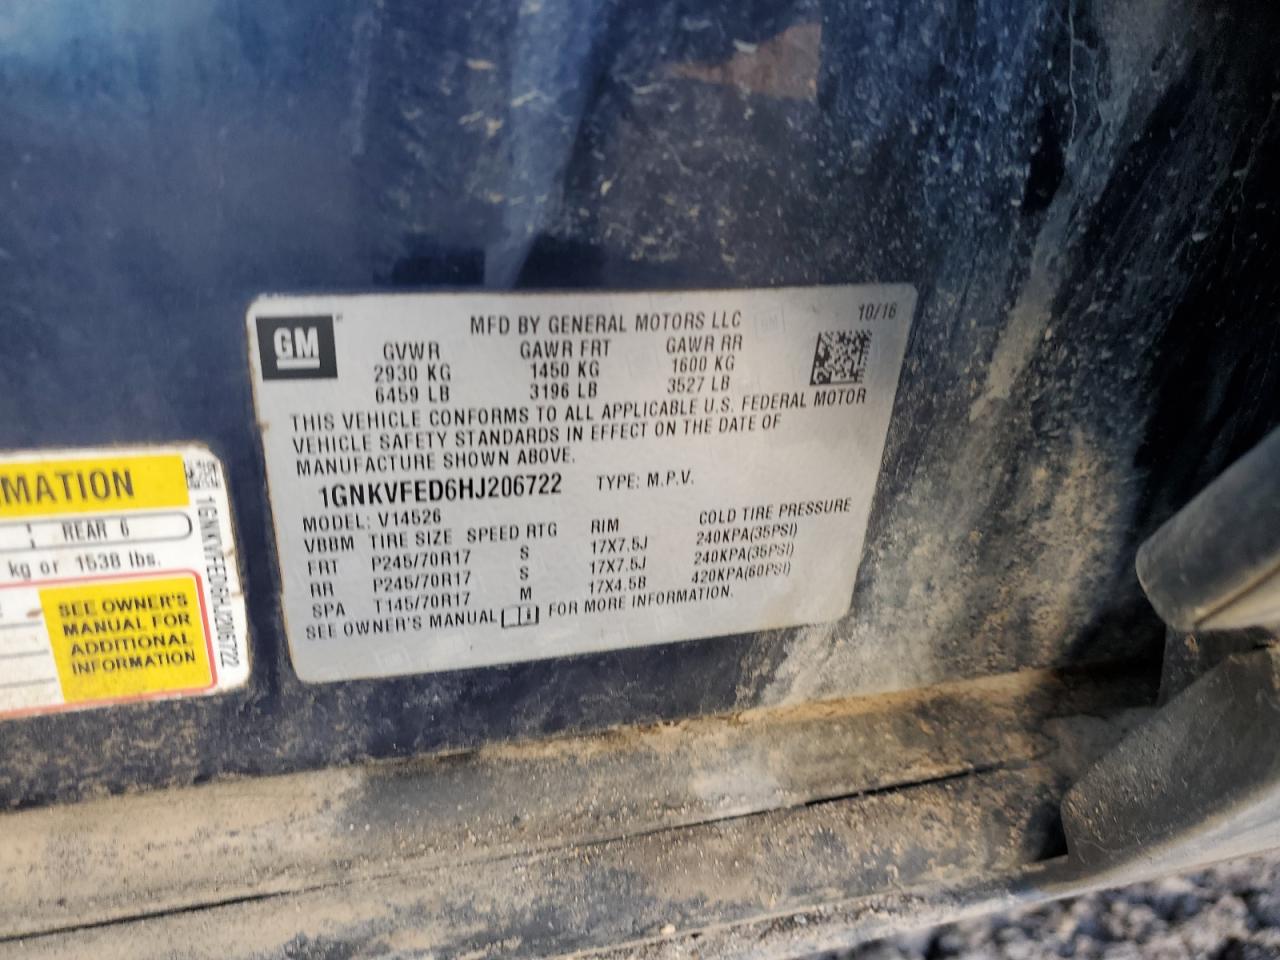 GM
MFD BY GENERAL MOTORS LLC
10/16
GVWR GAWR FRT GAWR RR
2930 KG 1450 KG 1600 KG
6459 LB 3196 LB 3527 LB
THIS VEHICLE CONFORMS TO ALL APPLICABLE U.S. FEDERAL MOTOR
VEHICLE SAFETY STANDARDS IN EFFECT ON THE DATE OF
MANUFACTURE SHOWN ABOVE.
1GNKVFED6HJ206722 TYPE: M.P.V.
MODEL: V14526
VBBM TIRE SIZE SPEED RTG RIM COLD TIRE PRESSURE
FRT P245/70R17 S 17X7.5J 240KPA(35PSI)
RR P245/70R17 S 17X7.5J 240KPA(35PSI)
SPA T145/70R17 M 17X4.5B 420KPA(60PSI)
SEE OWNER'S MANUAL FOR MORE INFORMATION.
MATION
REAR 6
kg or 1538 lbs.
SEE OWNER'S
MANUAL FOR
ADDITIONAL
INFORMATION
1GNKVFED6HJ206722